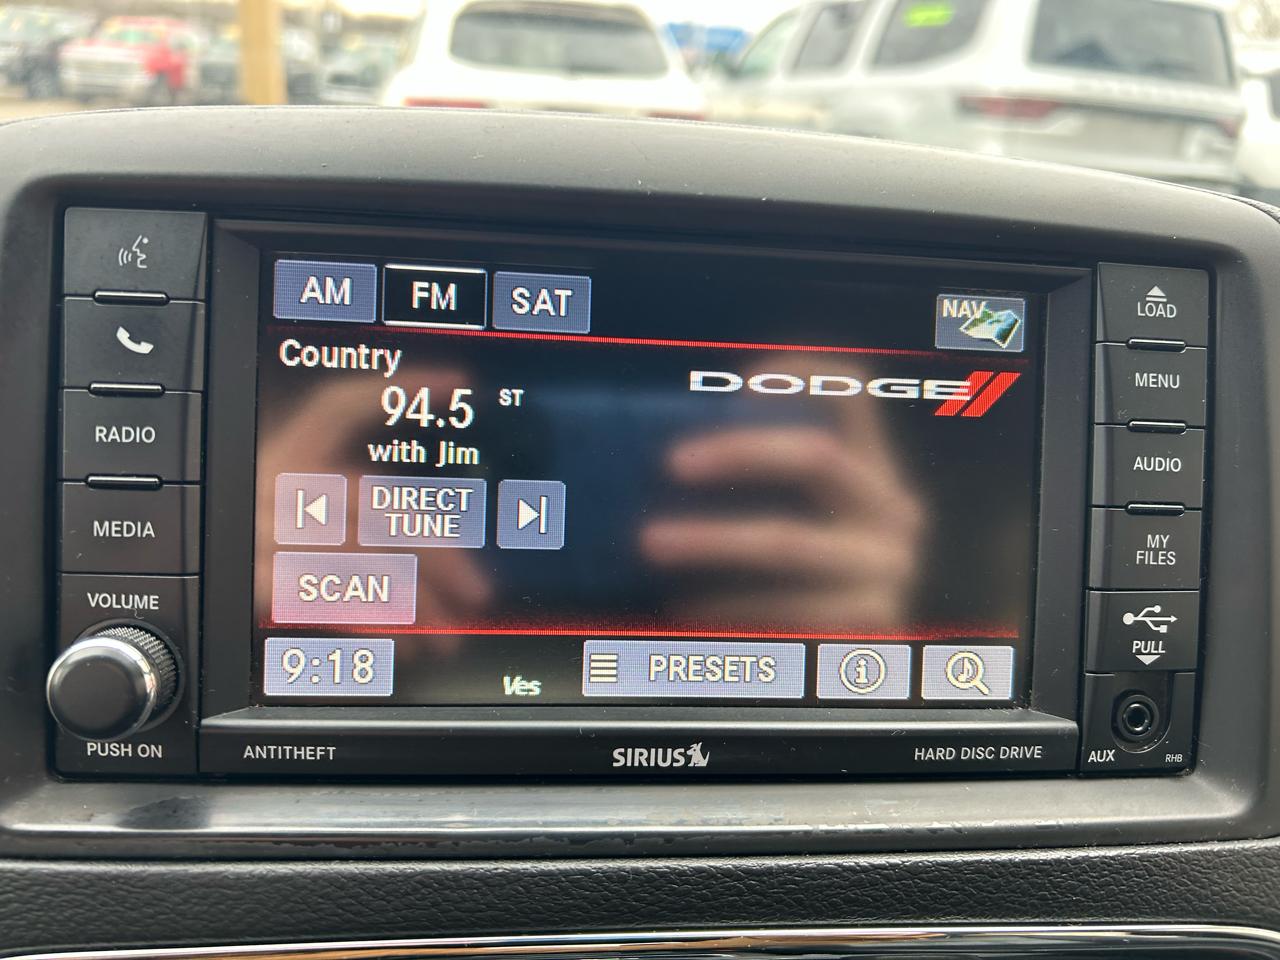 AM
FM
SAT
NAV
Country
94.5 ST
with Jim
DODGE
DIRECT
TUNE
SCAN
9:18
Ves
PRESETS
i
RADIO
MEDIA
VOLUME
PUSH ON
LOAD
MENU
AUDIO
MY
FILES
PULL
AUX
RHB
ANTITHEFT
SIRIUS
HARD DISC DRIVE